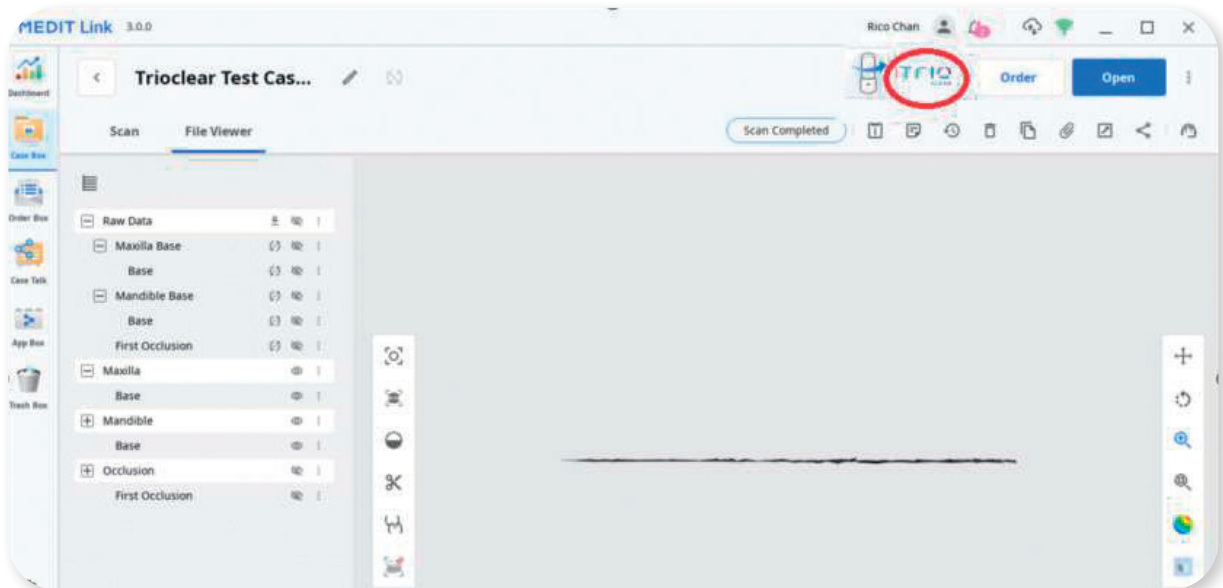 MEDIT Link 3.0.0
Rico Chan
Trioclear Test Cas...
TRIO
CLEAR
Order
Open
Scan
File Viewer
Scan Completed
Dashboard
Case Box
Order Box
Case Talk
App Box
Trash Box
Raw Data
Maxilla Base
Base
Mandible Base
Base
First Occlusion
Maxilla
Base
Mandible
Base
Occlusion
First Occlusion